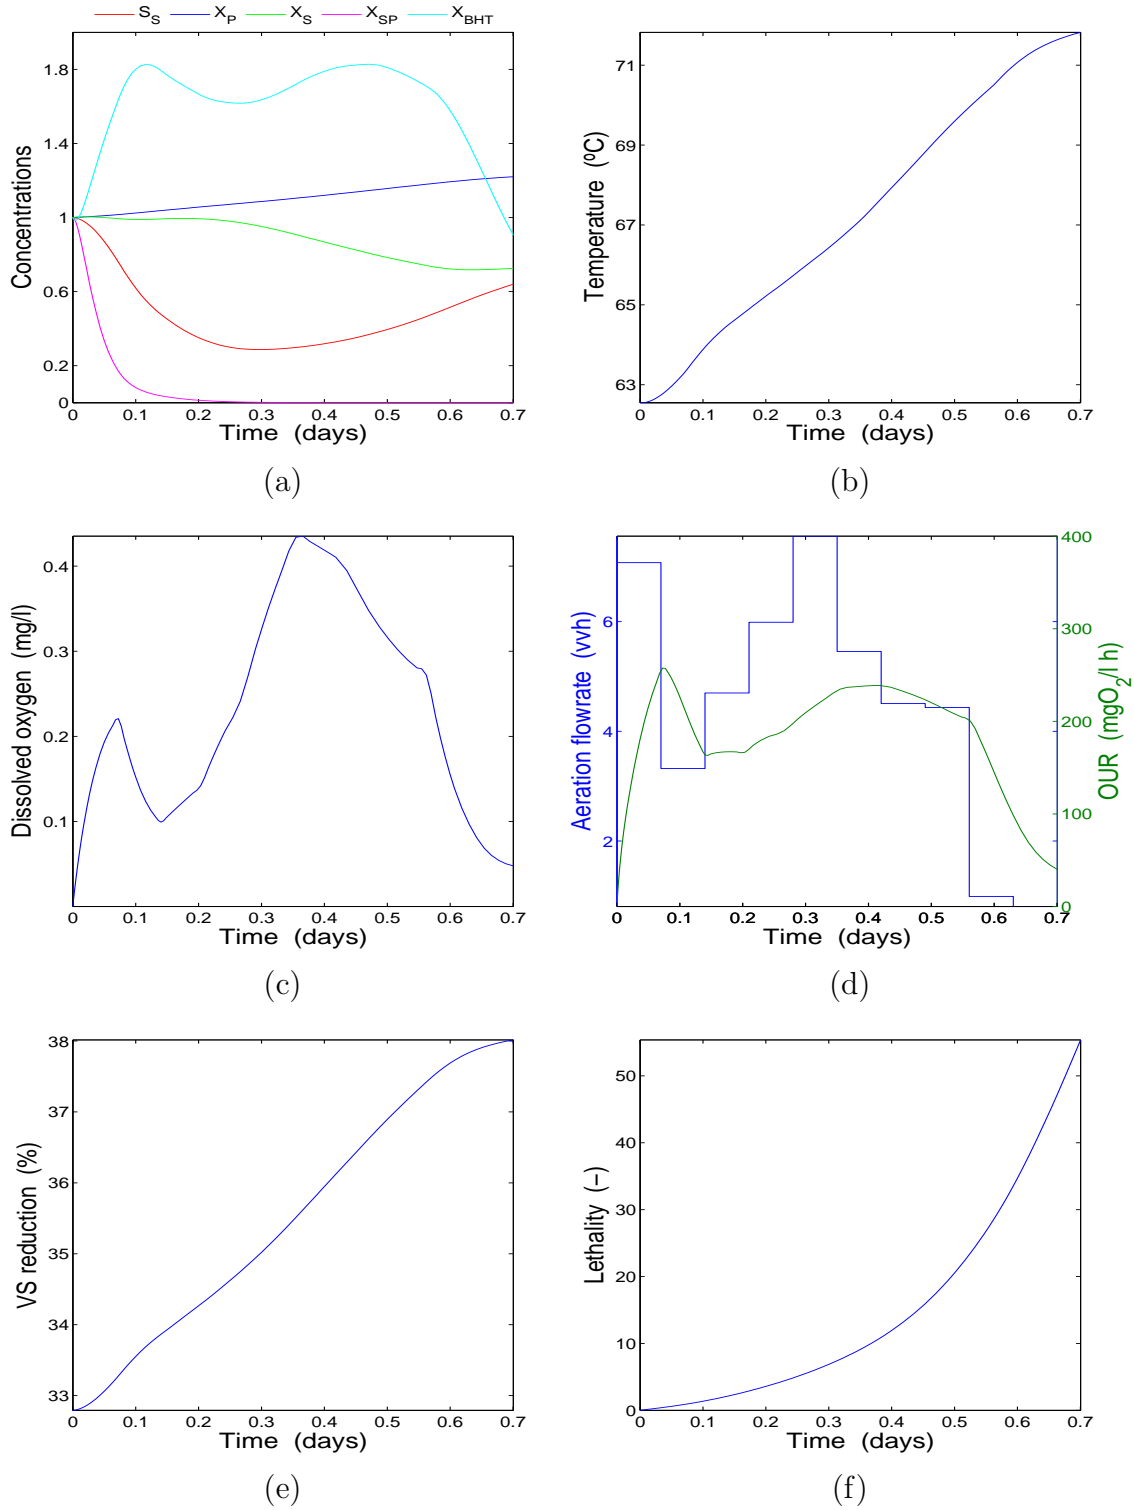 S_S X_P X_S X_SP X_BHT
1.8
1.4
1
0.6
0.2
0
Concentrations
0 0.1 0.2 0.3 0.4 0.5 0.6 0.7
Time (days)
(a)
71
69
67
65
63
Temperature (ºC)
0 0.1 0.2 0.3 0.4 0.5 0.6 0.7
Time (days)
(b)
0.4
0.3
0.2
0.1
Dissolved oxygen (mg/l)
0 0.1 0.2 0.3 0.4 0.5 0.6 0.7
Time (days)
(c)
6
4
2
Aeration flowrate (vvh)
400
300
200
100
0
OUR (mgO_2/l h)
0 0.1 0.2 0.3 0.4 0.5 0.6 0.7
Time (days)
(d)
38
37
36
35
34
33
VS reduction (%)
0 0.1 0.2 0.3 0.4 0.5 0.6 0.7
Time (days)
(e)
50
40
30
20
10
0
Lethality (−)
0 0.1 0.2 0.3 0.4 0.5 0.6 0.7
Time (days)
(f)